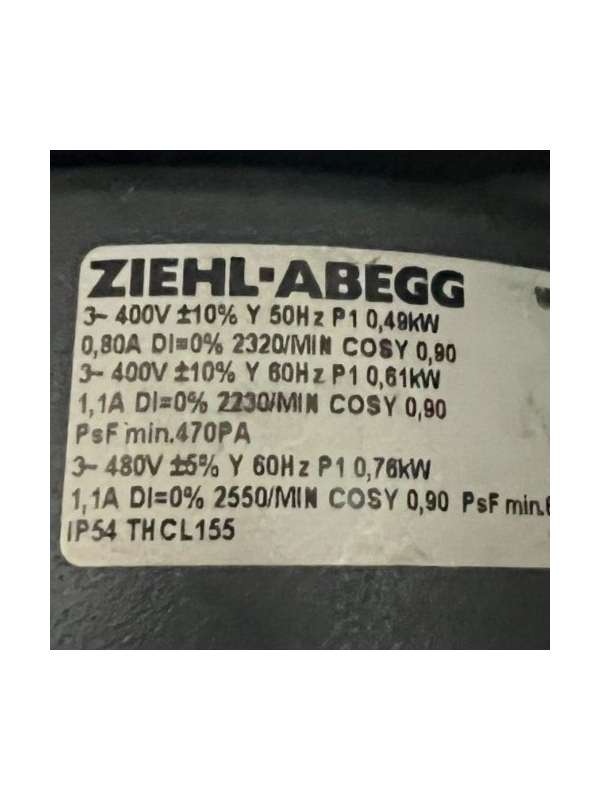 ZIEHL-ABEGG
3~ 400V ±10% Y 50Hz P1 0,49kW
0,80A DI=0% 2320/MIN COSY 0,90
3~ 400V ±10% Y 60Hz P1 0,61kW
1,1A DI=0% 2230/MIN COSY 0,90
PsF min.470PA
3~ 480V ±5% Y 60Hz P1 0,76kW
1,1A DI=0% 2550/MIN COSY 0,90 PsF min.
IP54 THCL155